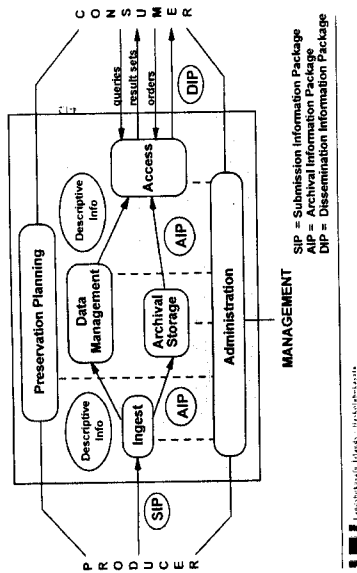 PRODUCER
Preservation Planning
Descriptive
Info
Data
Management
Descriptive
Info
SIP
Ingest
Access
queries
result sets
orders
DIP
AIP
Archival
Storage
AIP
Administration
CONSUMER
MANAGEMENT
SIP = Submission Information Package
AIP = Archival Information Package
DIP = Dissemination Information Package